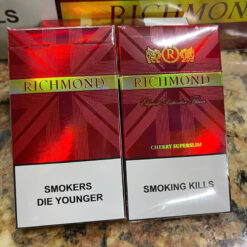 RICHMOND
RICHMOND
SMOKERS
DIE YOUNGER
R
RICHMOND
CHERRY SUPERSLIM
SMOKING KILLS